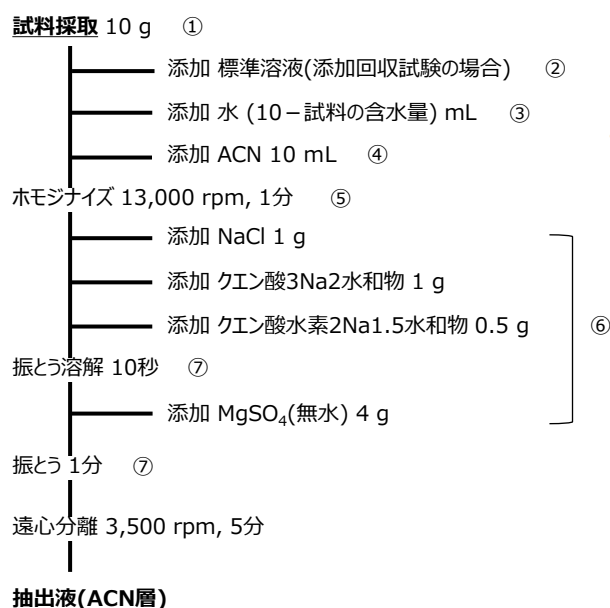 試料採取 10 g ①
添加 標準溶液(添加回収試験の場合) ②
添加 水 (10－試料の含水量) mL ③
添加 ACN 10 mL ④
ホモジナイズ 13,000 rpm, 1分 ⑤
添加 NaCl 1 g
添加 クエン酸3Na2水和物 1 g
添加 クエン酸水素2Na1.5水和物 0.5 g
⑥
振とう溶解 10秒 ⑦
添加 MgSO₄(無水) 4 g
振とう 1分 ⑦
遠心分離 3,500 rpm, 5分
抽出液(ACN層)